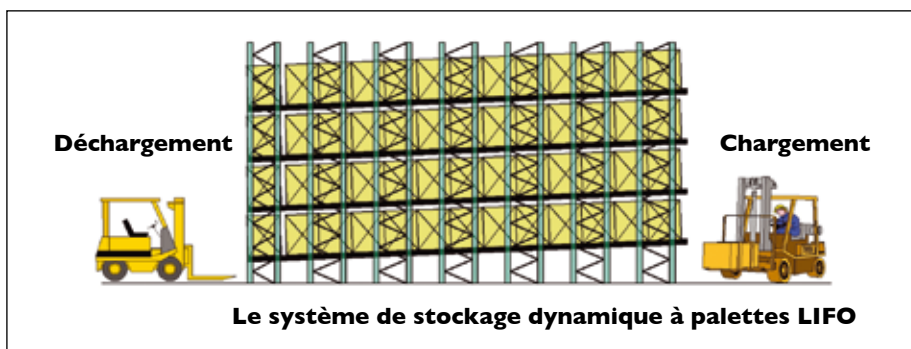 Déchargement
Chargement
Le système de stockage dynamique à palettes LIFO